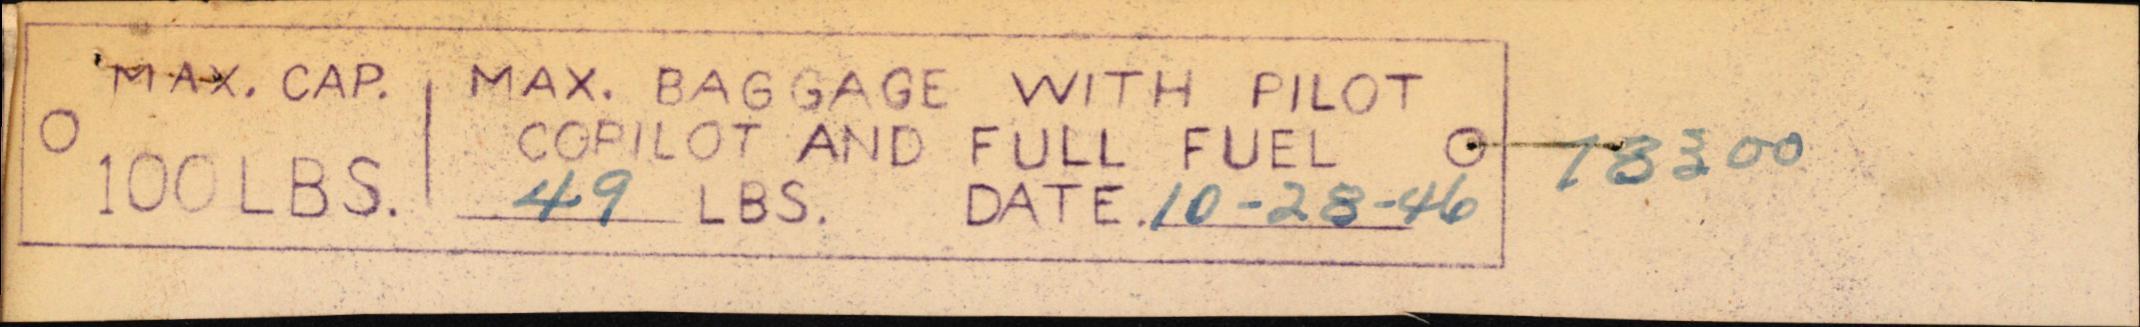 MAX. CAP.
100 LBS.
MAX. BAGGAGE WITH PILOT
COPILOT AND FULL FUEL
49 LBS. DATE. 10-28-46